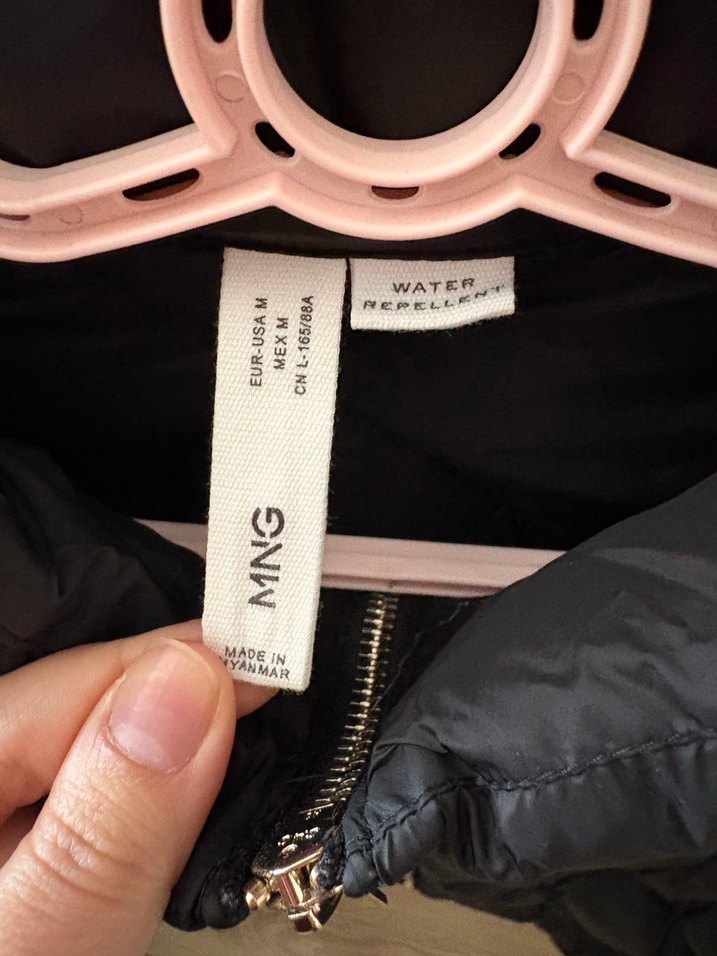 EUR-USA M
MEX M
CN L-165/88A
MNG
MADE IN
MYANMAR
WATER
REPELLENT